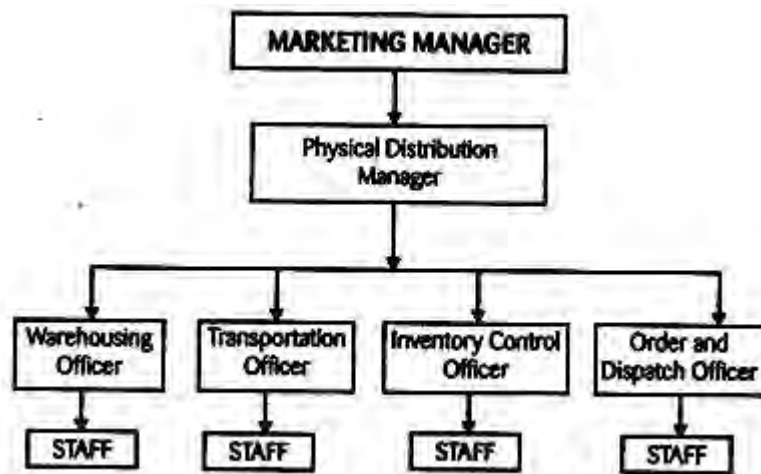 MARKETING MANAGER
Physical Distribution
Manager
Warehousing
Officer
Transportation
Officer
Inventory Control
Officer
Order and
Dispatch Officer
STAFF
STAFF
STAFF
STAFF